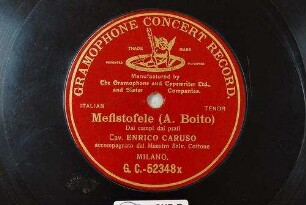 GRAMOPHONE CONCERT RECORD.
TRADE MARK
Manufactured by
The Gramophone and Typewriter Ltd.,
and Sister Companies.
ITALIAN TENOR
Mefistofele (A. Boito)
Dai campi dai prati
Cav. ENRICO CARUSO
accompagnato dal Maestro Salv. Cottone
MILANO.
G. C.-52348x